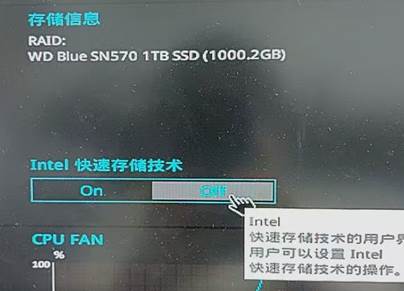 存储信息
RAID:
WD Blue SN570 1TB SSD (1000.2GB)
Intel 快速存储技术
On
Off
Intel
快速存储技术的用户界
用户可以设置 Intel
快速存储技术的操作。
CPU FAN
%
100